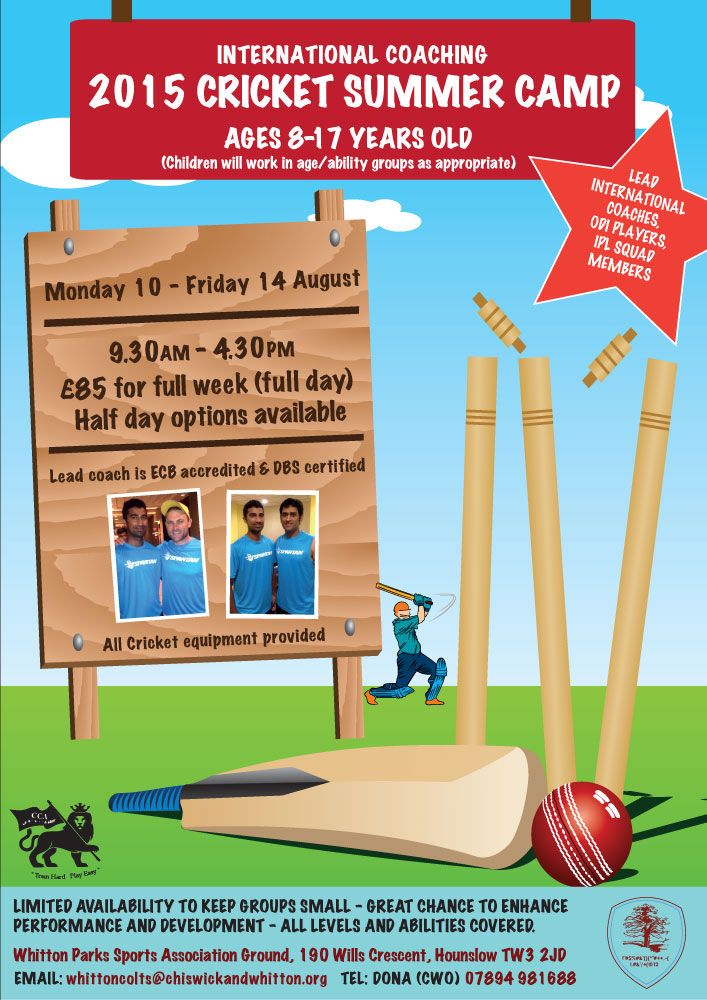 INTERNATIONAL COACHING
2015 CRICKET SUMMER CAMP
AGES 8-17 YEARS OLD
(Children will work in age/ability groups as appropriate)
LEAD
INTERNATIONAL
COACHES,
ODI PLAYERS,
IPL SQUAD
MEMBERS
Monday 10 - Friday 14 August
9.30AM - 4.30PM
£85 for full week (full day)
Half day options available
Lead coach is ECB accredited & DBS certified
SPARTAN
SPARTAN
SPARTAN
SPARTAN
All Cricket equipment provided
CCA
"Train Hard Play Easy"
LIMITED AVAILABILITY TO KEEP GROUPS SMALL - GREAT CHANCE TO ENHANCE
PERFORMANCE AND DEVELOPMENT - ALL LEVELS AND ABILITIES COVERED.
Whitton Parks Sports Association Ground, 190 Wills Crescent, Hounslow TW3 2JD
EMAIL: whittoncolts@chiswickandwhitton.org TEL: DONA (CWO) 07894 981688